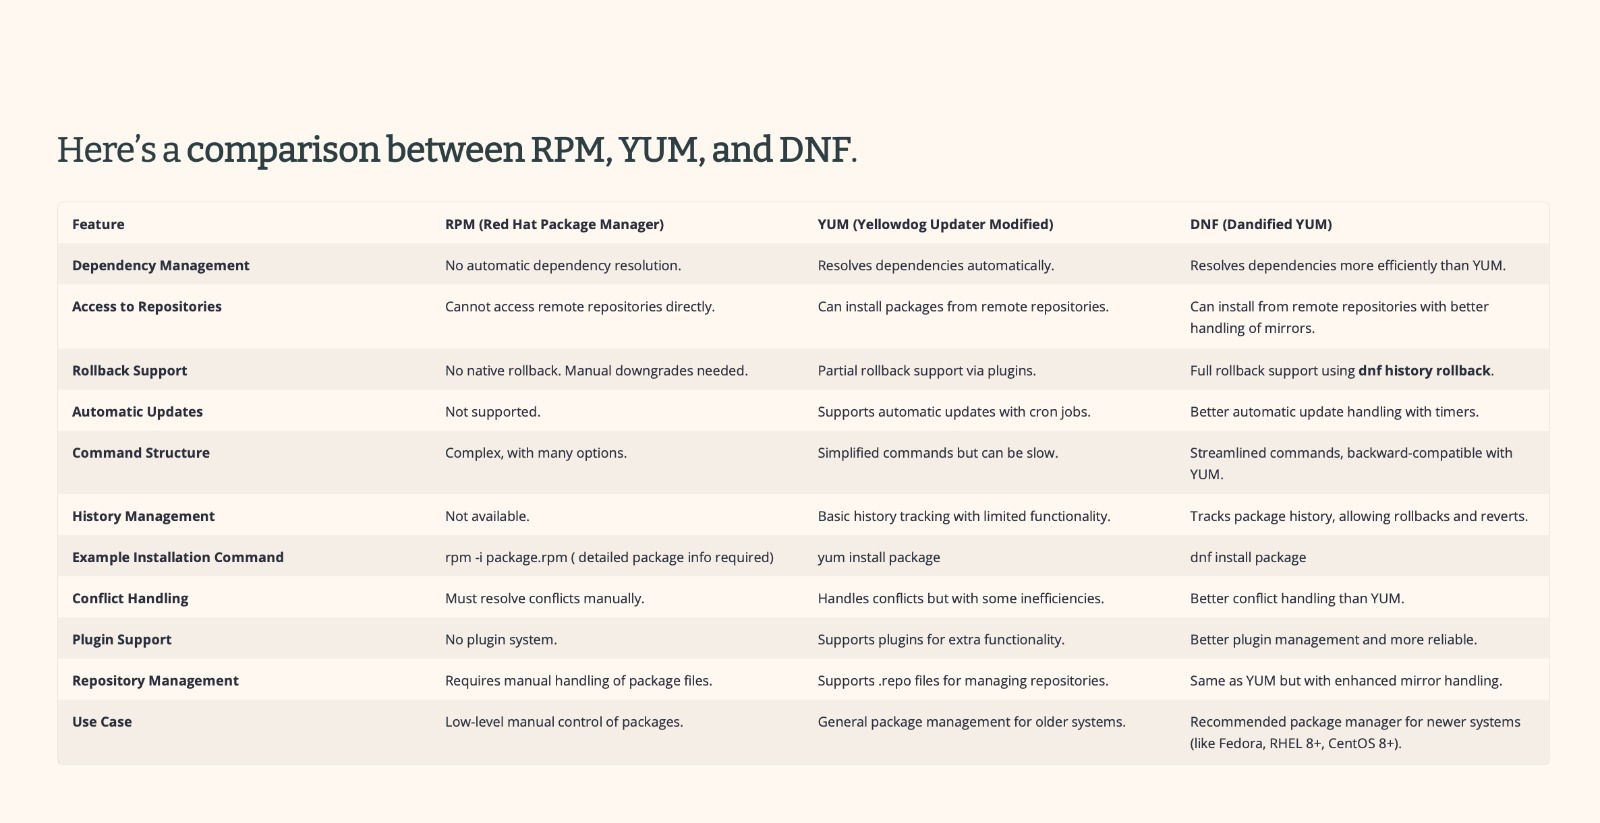 Here’s a comparison between RPM, YUM, and DNF.
Feature RPM (Red Hat Package Manager) YUM (Yellowdog Updater Modified) DNF (Dandified YUM)
Dependency Management No automatic dependency resolution. Resolves dependencies automatically. Resolves dependencies more efficiently than YUM.
Access to Repositories Cannot access remote repositories directly. Can install packages from remote repositories. Can install from remote repositories with better
handling of mirrors.
Rollback Support No native rollback. Manual downgrades needed. Partial rollback support via plugins. Full rollback support using dnf history rollback.
Automatic Updates Not supported. Supports automatic updates with cron jobs. Better automatic update handling with timers.
Command Structure Complex, with many options. Simplified commands but can be slow. Streamlined commands, backward-compatible with
YUM.
History Management Not available. Basic history tracking with limited functionality. Tracks package history, allowing rollbacks and reverts.
Example Installation Command rpm -i package.rpm ( detailed package info required) yum install package dnf install package
Conflict Handling Must resolve conflicts manually. Handles conflicts but with some inefficiencies. Better conflict handling than YUM.
Plugin Support No plugin system. Supports plugins for extra functionality. Better plugin management and more reliable.
Repository Management Requires manual handling of package files. Supports .repo files for managing repositories. Same as YUM but with enhanced mirror handling.
Use Case Low-level manual control of packages. General package management for older systems. Recommended package manager for newer systems
(like Fedora, RHEL 8+, CentOS 8+).